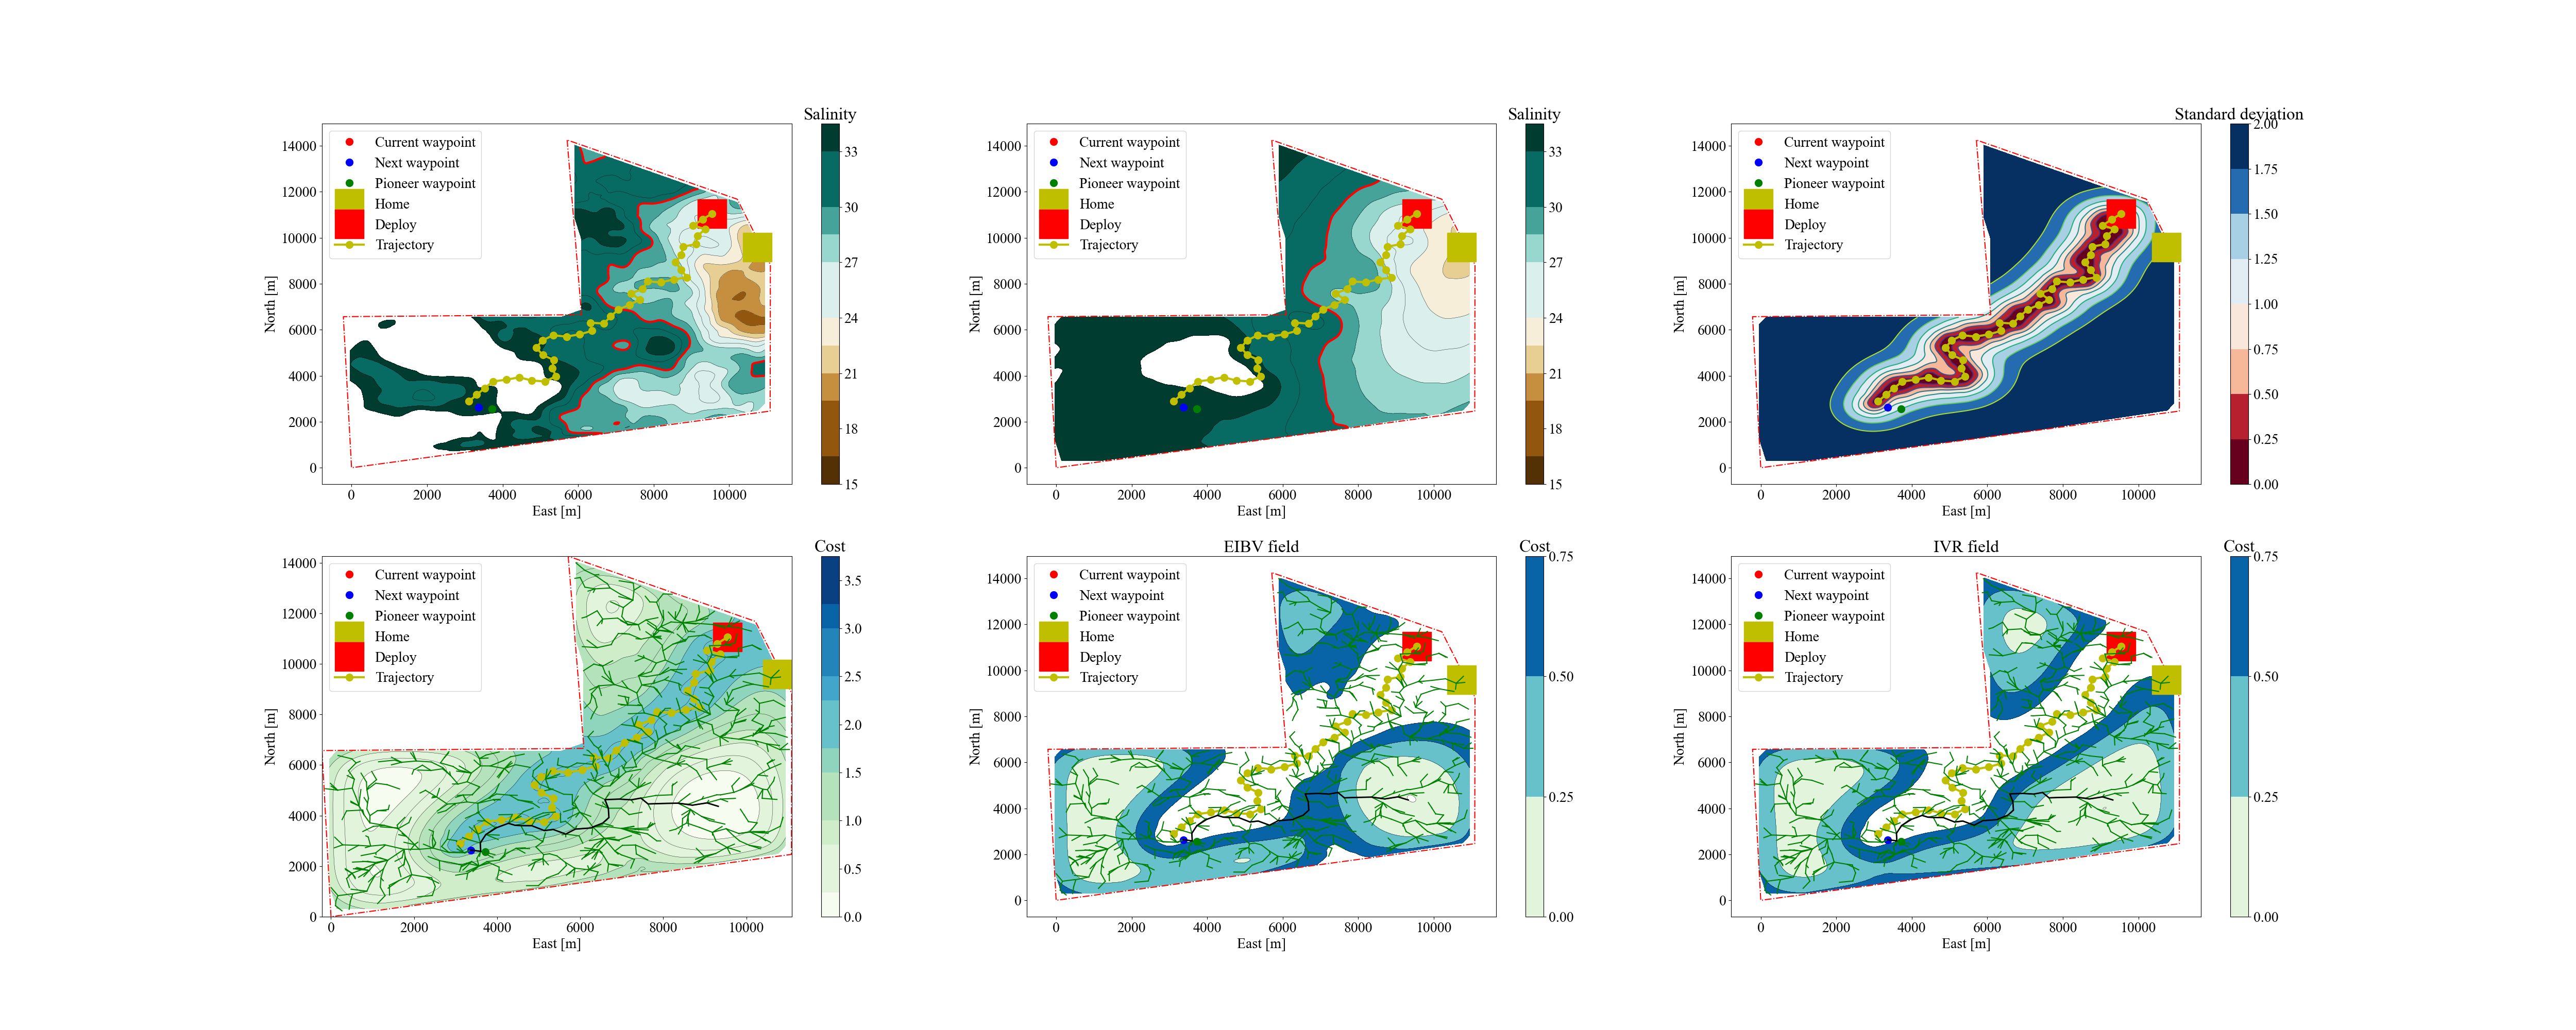 Salinity
Current waypoint
Next waypoint
Pioneer waypoint
Home
Deploy
Trajectory
14000
12000
10000
8000
6000
4000
2000
0
North [m]
0 2000 4000 6000 8000 10000
East [m]
33
30
27
24
21
18
15
Salinity
Current waypoint
Next waypoint
Pioneer waypoint
Home
Deploy
Trajectory
14000
12000
10000
8000
6000
4000
2000
0
North [m]
0 2000 4000 6000 8000 10000
East [m]
33
30
27
24
21
18
15
Standard deviation
Current waypoint
Next waypoint
Pioneer waypoint
Home
Deploy
Trajectory
14000
12000
10000
8000
6000
4000
2000
0
North [m]
0 2000 4000 6000 8000 10000
East [m]
2.00
1.75
1.50
1.25
1.00
0.75
0.50
0.25
0.00
Cost
Current waypoint
Next waypoint
Pioneer waypoint
Home
Deploy
Trajectory
14000
12000
10000
8000
6000
4000
2000
0
North [m]
0 2000 4000 6000 8000 10000
East [m]
3.5
3.0
2.5
2.0
1.5
1.0
0.5
0.0
EIBV field
Cost
Current waypoint
Next waypoint
Pioneer waypoint
Home
Deploy
Trajectory
14000
12000
10000
8000
6000
4000
2000
0
North [m]
0 2000 4000 6000 8000 10000
East [m]
0.75
0.50
0.25
0.00
IVR field
Cost
Current waypoint
Next waypoint
Pioneer waypoint
Home
Deploy
Trajectory
14000
12000
10000
8000
6000
4000
2000
0
North [m]
0 2000 4000 6000 8000 10000
East [m]
0.75
0.50
0.25
0.00